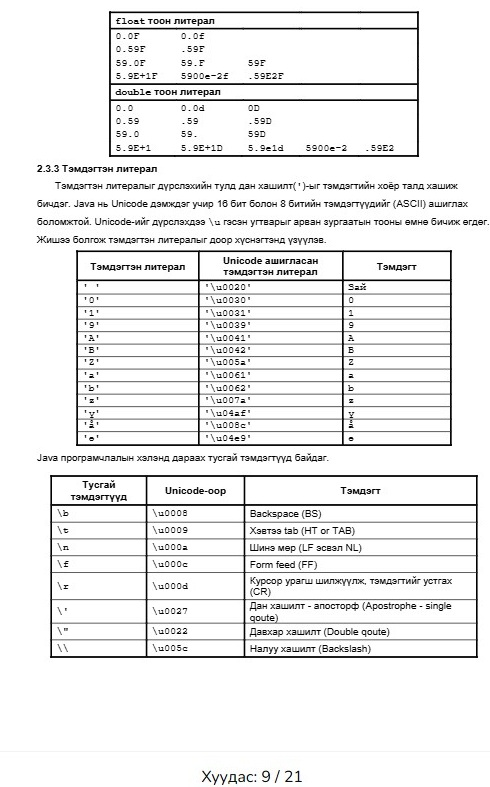 float тоон литерал
0.0F 0.0f
0.59F .59F
59.0F 59.F 59F
5.9E+1F 5900e-2f .59E2F
double тоон литерал
0.0 0.0d 0D
0.59 .59 .59D
59.0 59. 59D
5.9E+1 5.9E+1D 5.9e1d 5900e-2 .59E2
2.3.3 Тэмдэгтэн литерал
Тэмдэгтэн литералыг дүрслэхийн тулд дан хашилт(')-ыг тэмдэгтийн хоёр талд хашиж
бичдэг. Java нь Unicode дэмждэг учир 16 бит болон 8 битийн тэмдэгтүүдийг (ASCII) ашиглах
боломжтой. Unicode-ийг дүрслэхдээ \u гэсэн угтварыг арван зургаатын тооны өмнө бичиж өгдөг.
Жишээ болгож тэмдэгтэн литералыг доор хүснэгтэнд үзүүлэв.
Тэмдэгтэн литерал Unicode ашигласан тэмдэгтэн литерал Тэмдэгт
' ' '\u0020' Зай
'0' '\u0030' 0
'1' '\u0031' 1
'9' '\u0039' 9
'A' '\u0041' A
'B' '\u0042' B
'Z' '\u005a' Z
'a' '\u0061' a
'b' '\u0062' b
'z' '\u007a' z
'ү' '\u04af' ү
'å' '\u008c' å
'ө' '\u04e9' ө
Java програмчлалын хэлэнд дараах тусгай тэмдэгтүүд байдаг.
Тусгай тэмдэгтүүд Unicode-оор Тэмдэгт
\b \u0008 Backspace (BS)
\t \u0009 Хэвтээ tab (HT or TAB)
\n \u000a Шинэ мөр (LF эсвэл NL)
\f \u000c Form feed (FF)
\r \u000d Курсор урагш шилжүүлж, тэмдэгтийг устгах
(CR)
\' \u0027 Дан хашилт - апосторф (Apostrophe - single
qoute)
\" \u0022 Давхар хашилт (Double qoute)
\\ \u005c Налуу хашилт (Backslash)
Хуудас: 9 / 21